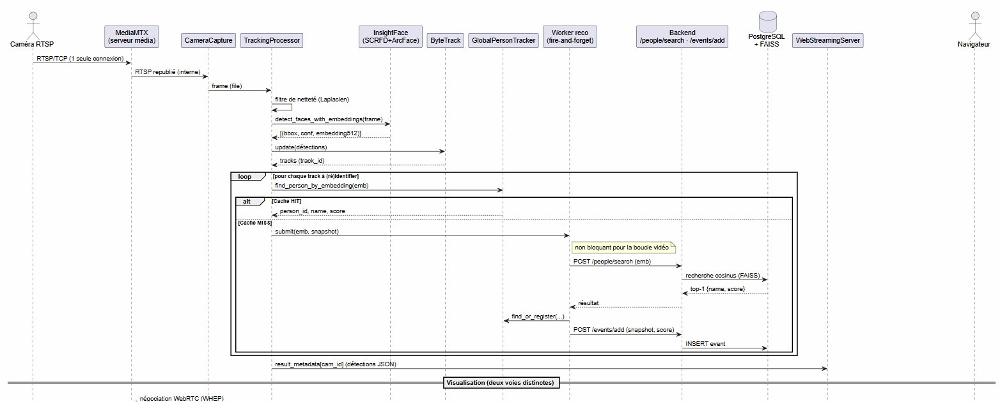 Caméra RTSP
MediaMTX
(serveur média)
CameraCapture
TrackingProcessor
InsightFace
(SCRFD+ArcFace)
ByteTrack
GlobalPersonTracker
Worker reco
(fire-and-forget)
Backend
/people/search · /events/add
PostgreSQL
+ FAISS
WebStreamingServer
Navigateur
RTSP/TCP (1 seule connexion)
RTSP republié (interne)
frame (file)
filtre de netteté (Laplacien)
detect_faces_with_embeddings(frame)
[(bbox, conf, embedding512)]
update(détections)
tracks (track_id)
loop [pour chaque track à (ré)identifier]
find_person_by_embedding(emb)
alt [Cache HIT]
person_id, name, score
[Cache MISS]
submit(emb, snapshot)
non bloquant pour la boucle vidéo
POST /people/search (emb)
recherche cosinus (FAISS)
top-1 {name, score}
résultat
find_or_register(...)
POST /events/add (snapshot, score)
INSERT event
result_metadata[cam_id] (détections JSON)
Visualisation (deux voies distinctes)
négociation WebRTC (WHEP)